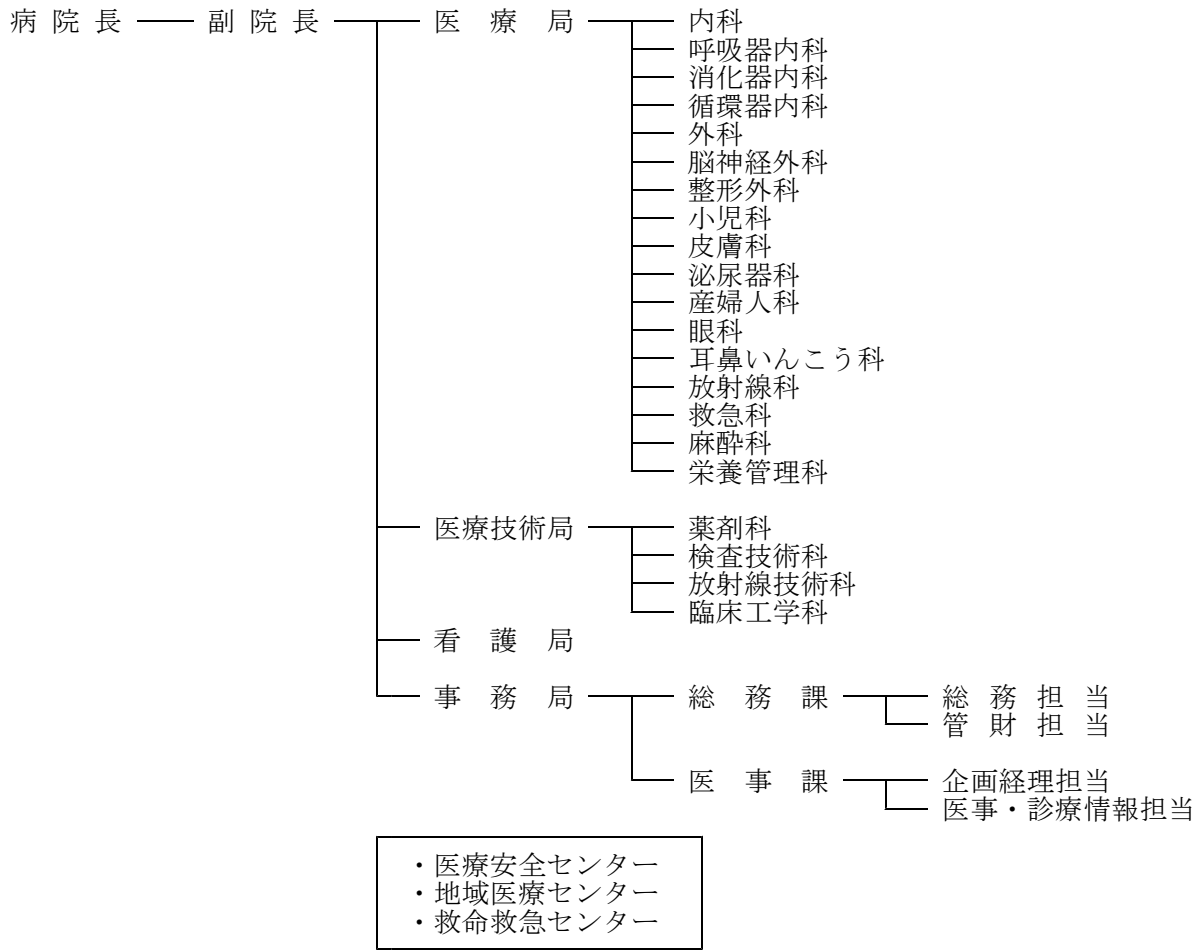 病院長 副院長 医療局 内科
呼吸器内科
消化器内科
循環器内科
外科
脳神経外科
整形外科
小児科
皮膚科
泌尿器科
産婦人科
眼科
耳鼻いんこう科
放射線科
救急科
麻酔科
栄養管理科
医療技術局 薬剤科
検査技術科
放射線技術科
臨床工学科
看護局
事務局 総務課 総務担当
管財担当
医事課 企画経理担当
医事・診療情報担当
・医療安全センター
・地域医療センター
・救命救急センター